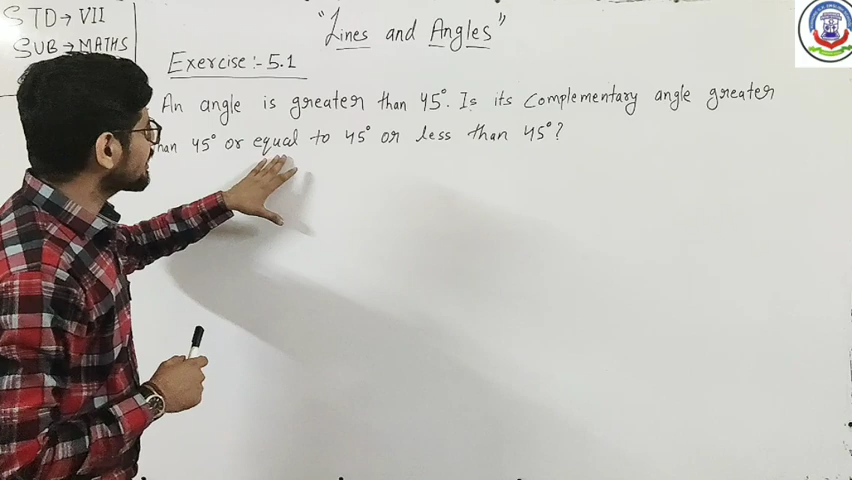 STD → VII
SUB → MATHS
"Lines and Angles"
Exercise :- 5.1
An angle is greater than 45°. Is its complementary angle greater
45° or equal to 45° or less than 45°?